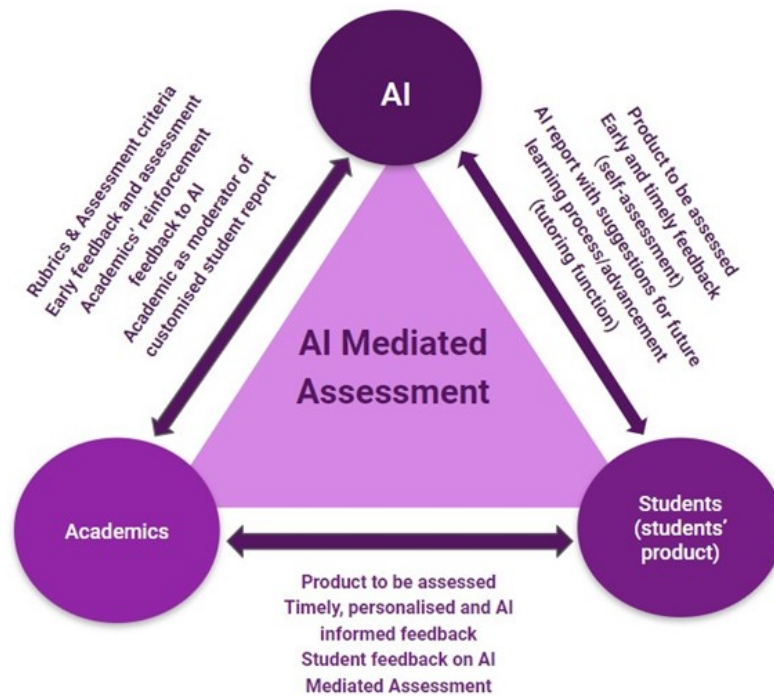 AI
Rubrics & Assessment criteria
Early feedback and assessment
Academics' reinforcement
feedback to AI
Academic as moderator of
customised student report
Product to be assessed
Early and timely feedback
(self-assessment)
AI report with suggestions for future
learning process/advancement
(tutoring function)
AI Mediated
Assessment
Academics
Students
(students'
product)
Product to be assessed
Timely, personalised and AI
informed feedback
Student feedback on AI
Mediated Assessment